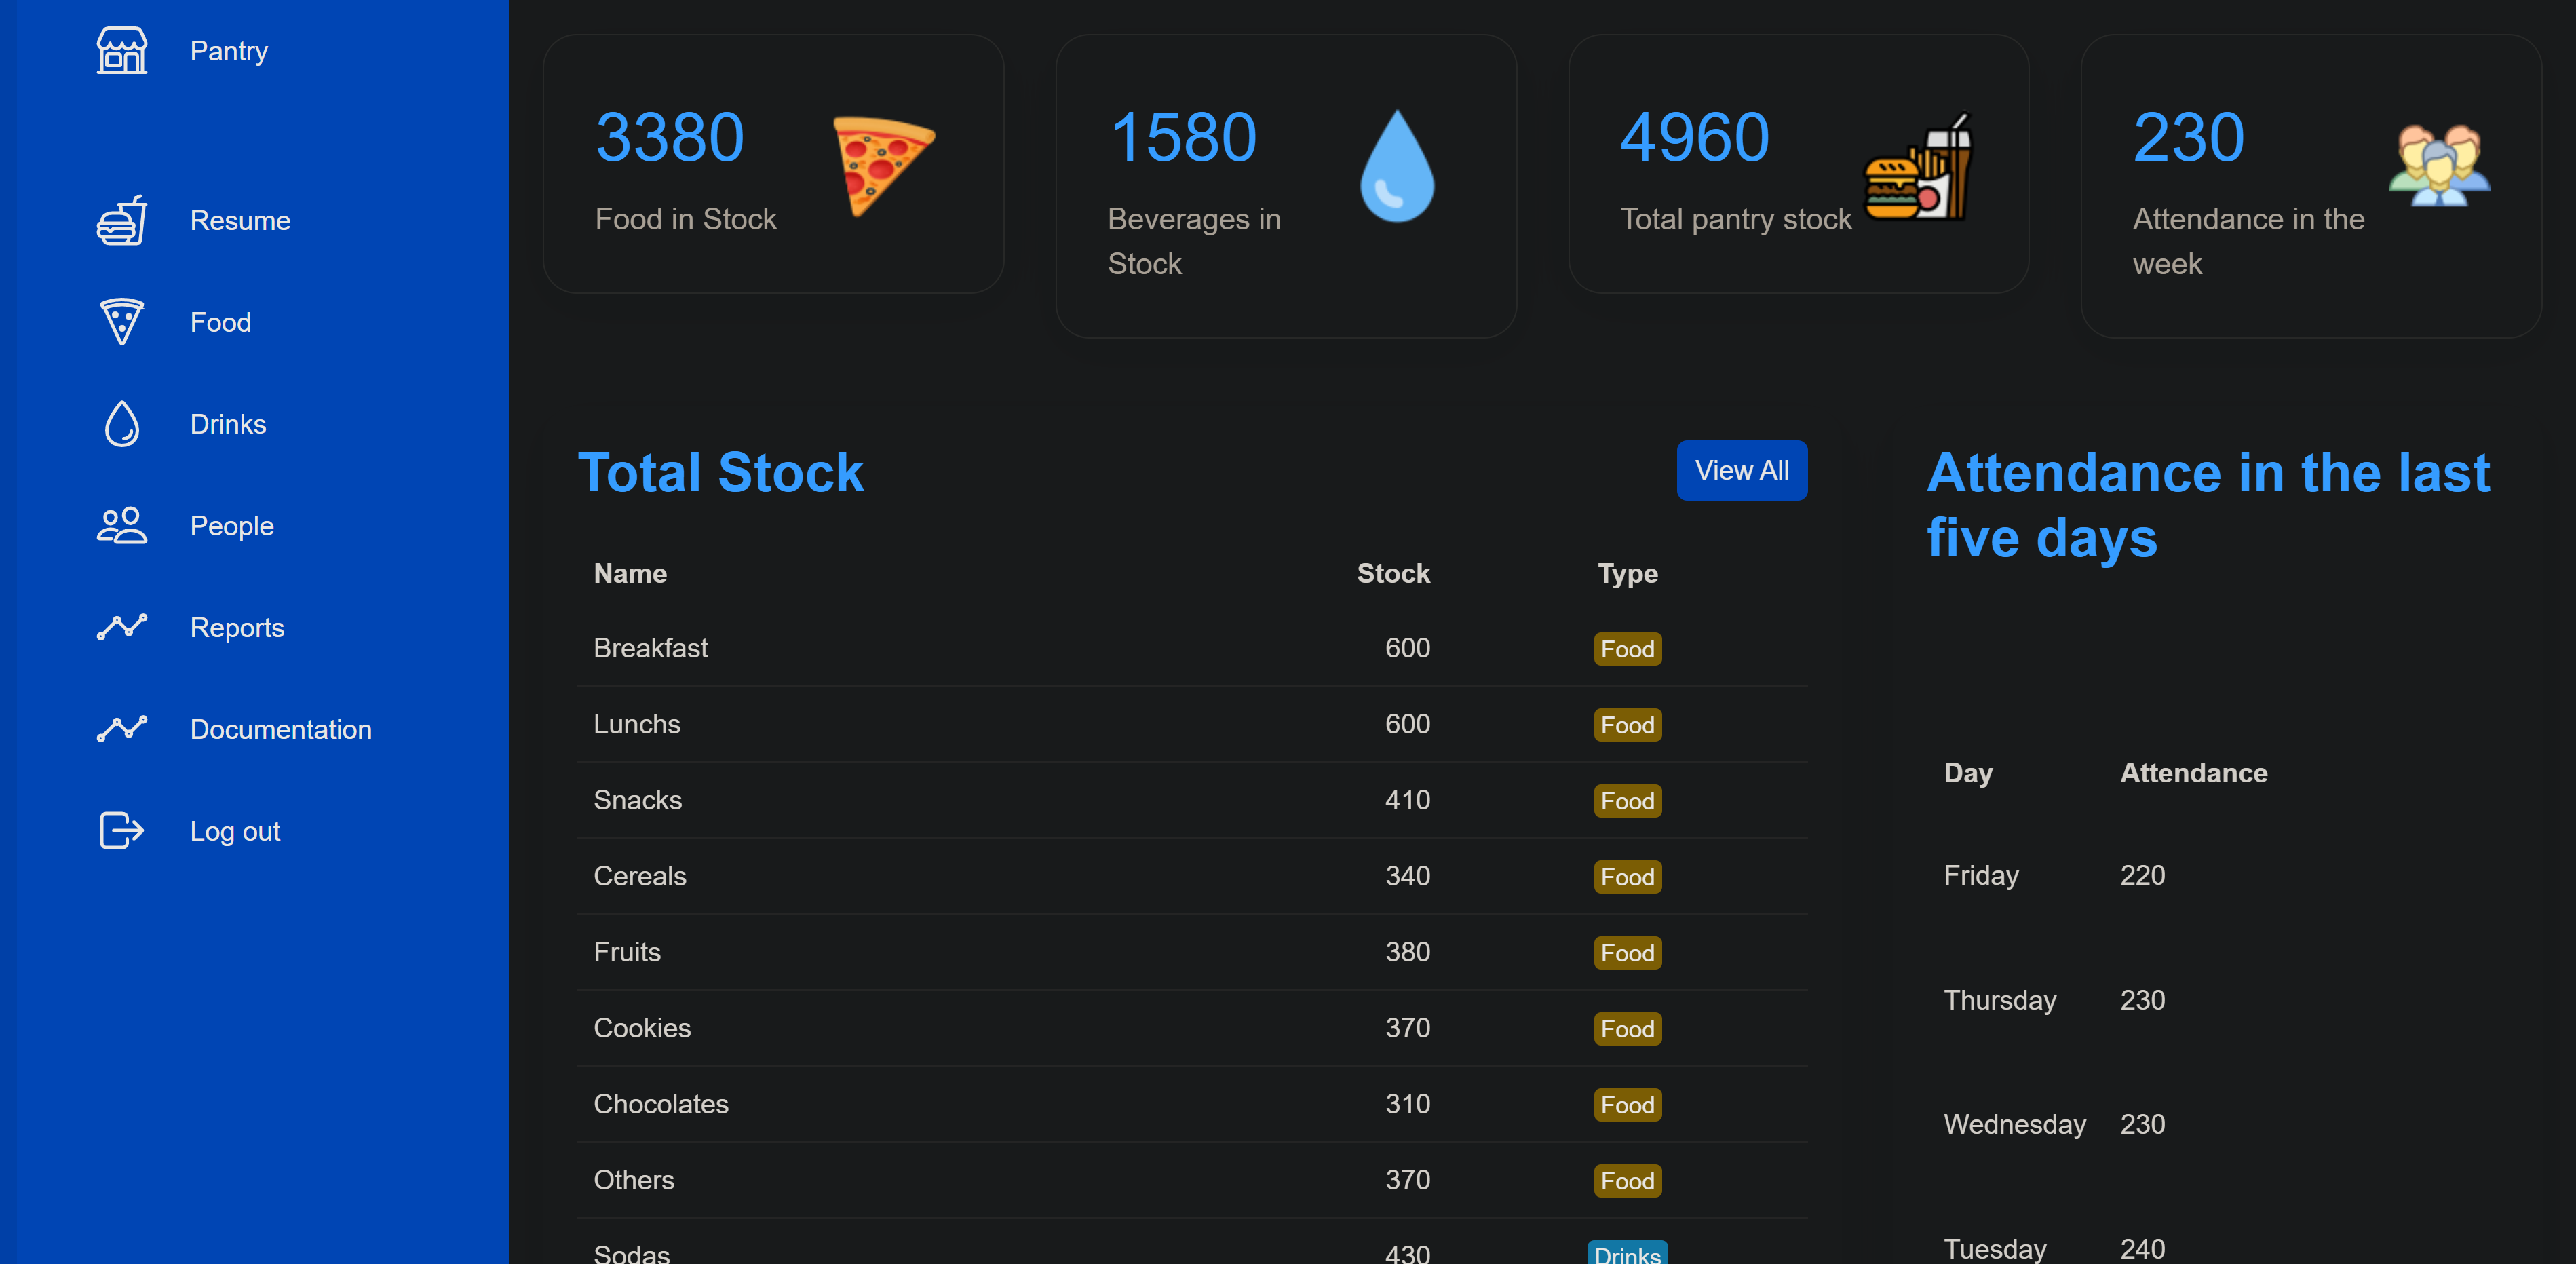 Pantry
Resume
Food
Drinks
People
Reports
Documentation
Log out
3380
Food in Stock
1580
Beverages in
Stock
4960
Total pantry stock
230
Attendance in the
week
Total Stock
View All
Name Stock Type
Breakfast 600 Food
Lunchs 600 Food
Snacks 410 Food
Cereals 340 Food
Fruits 380 Food
Cookies 370 Food
Chocolates 310 Food
Others 370 Food
Sodas 430 Drinks
Attendance in the last
five days
Day Attendance
Friday 220
Thursday 230
Wednesday 230
Tuesday 240